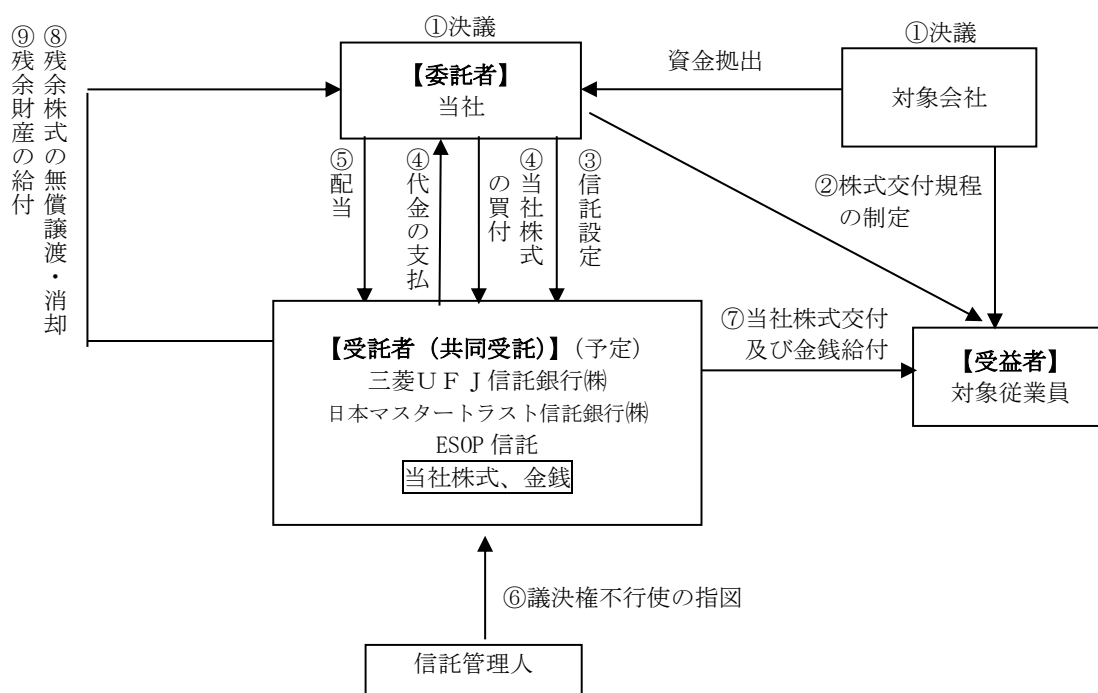 ⑨残余財産の給付
⑧残余株式の無償譲渡・消却
①決議
【委託者】
当社
資金拠出
①決議
対象会社
⑤配当
④代金の支払
④当社株式
の買付
③信託設定
②株式交付規程
の制定
【受託者（共同受託）】（予定）
三菱ＵＦＪ信託銀行㈱
日本マスタートラスト信託銀行㈱
ESOP 信託
当社株式、金銭
⑦当社株式交付
及び金銭給付
【受益者】
対象従業員
⑥議決権不行使の指図
信託管理人